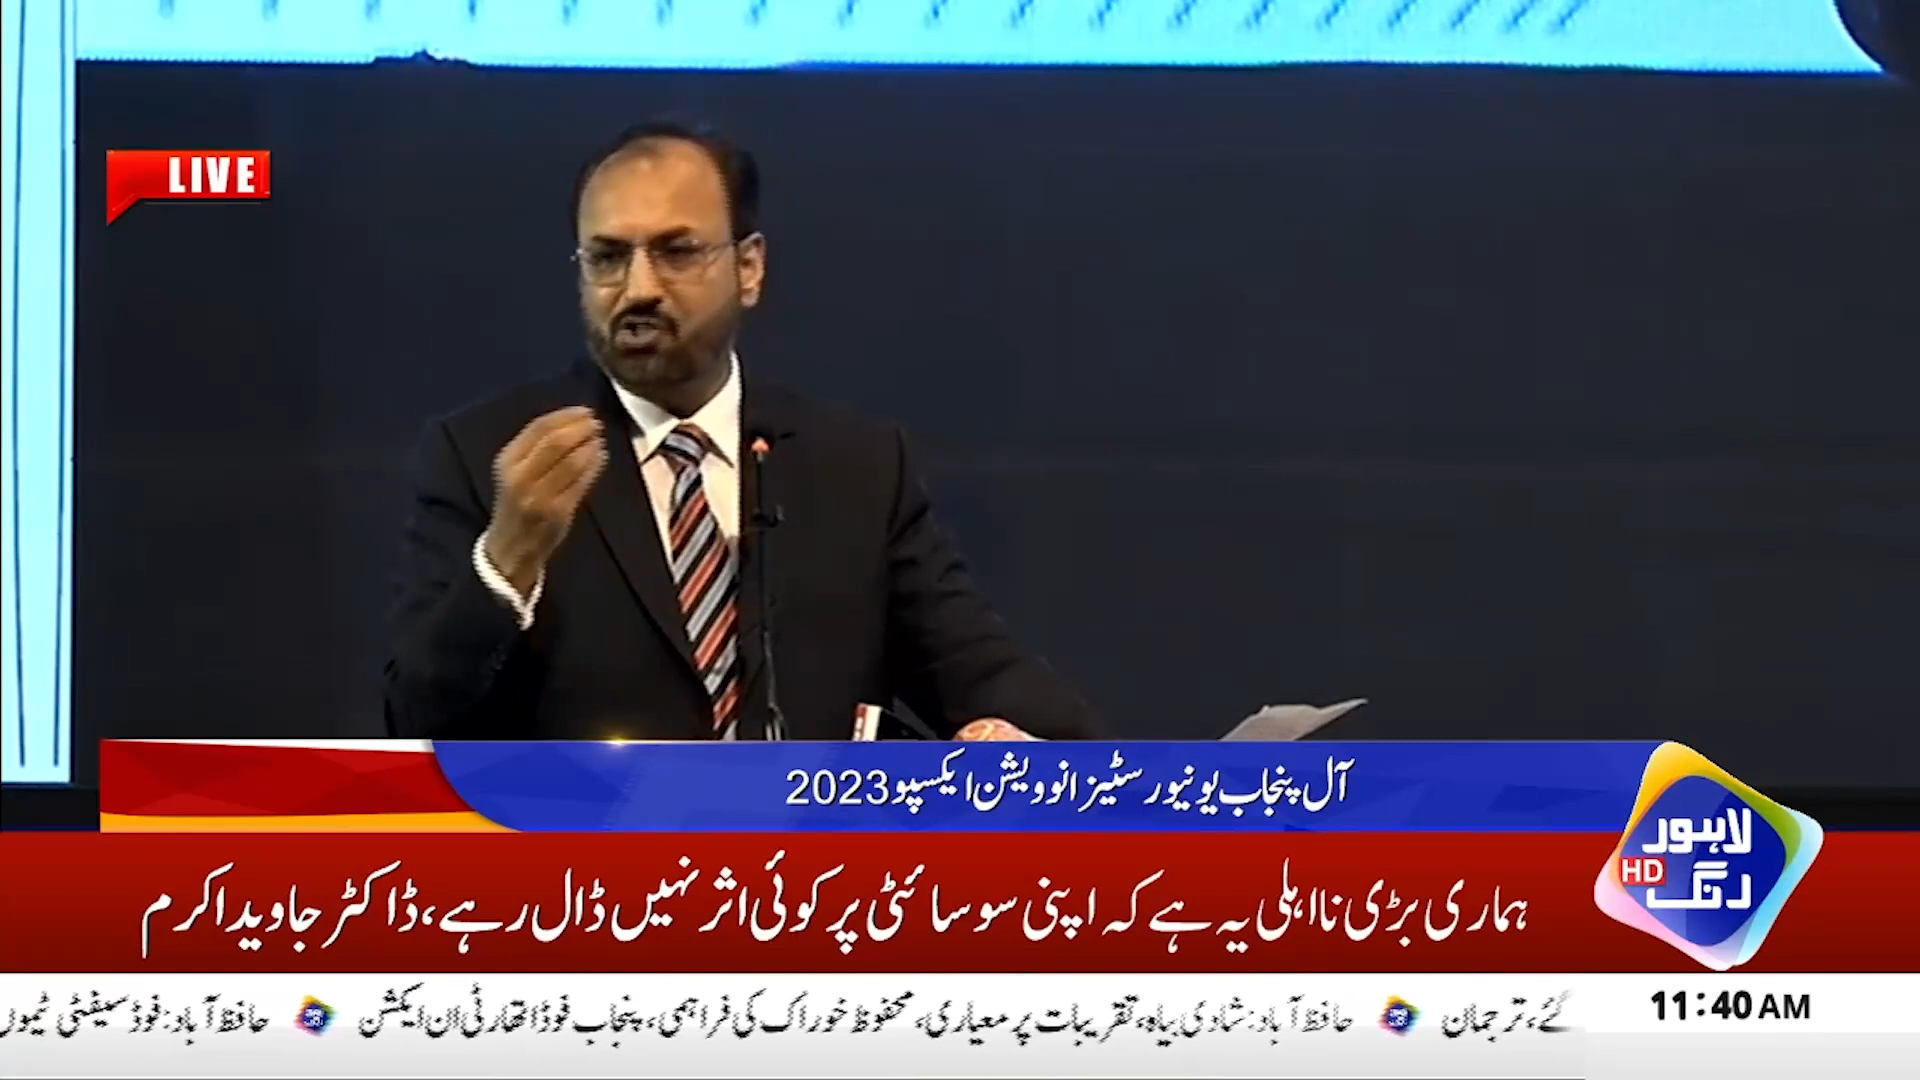 LIVE
آل پنجاب یونیورسٹیز انوویشن ایکسپو 2023
لاہور
HD
رنگ
ہماری بڑی نااہلی یہ ہے کہ اپنی سوسائٹی پر کوئی اثر نہیں ڈال رہے، ڈاکٹر جاوید اکرم
گئے، ترجمان حافظ آباد: شادی بیاہ، تقریبات پر معیاری، محفوظ خوراک کی فراہمی، پنجاب فوڈ اتھارٹی ان ایکشن حافظ آباد: فوڈ سیفٹی ٹیموں
11:40 AM